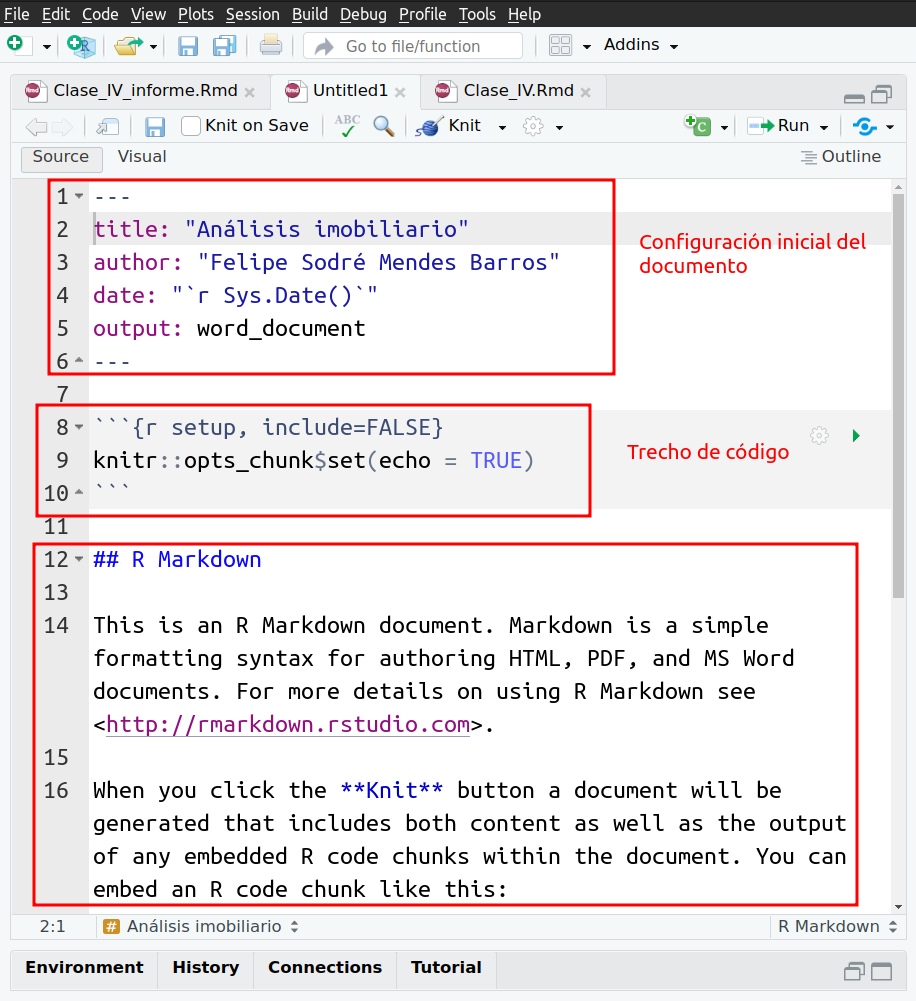 File Edit Code View Plots Session Build Debug Profile Tools Help
Go to file/function Addins
Clase_IV_informe.Rmd Untitled1 Clase_IV.Rmd
Knit on Save ABC Knit Run
Source Visual Outline
1 ---
2 title: "Análisis imobiliario"
3 author: "Felipe Sodré Mendes Barros"
4 date: "`r Sys.Date()`"
5 output: word_document
6 ---
Configuración inicial del
documento
7
8 ```{r setup, include=FALSE}
9 knitr::opts_chunk$set(echo = TRUE)
10 ```
Trecho de código
11
12 ## R Markdown
13
14 This is an R Markdown document. Markdown is a simple
formatting syntax for authoring HTML, PDF, and MS Word
documents. For more details on using R Markdown see
<http://rmarkdown.rstudio.com>.
15
16 When you click the **Knit** button a document will be
generated that includes both content as well as the output
of any embedded R code chunks within the document. You can
embed an R code chunk like this:
2:1 # Análisis imobiliario R Markdown
Environment History Connections Tutorial